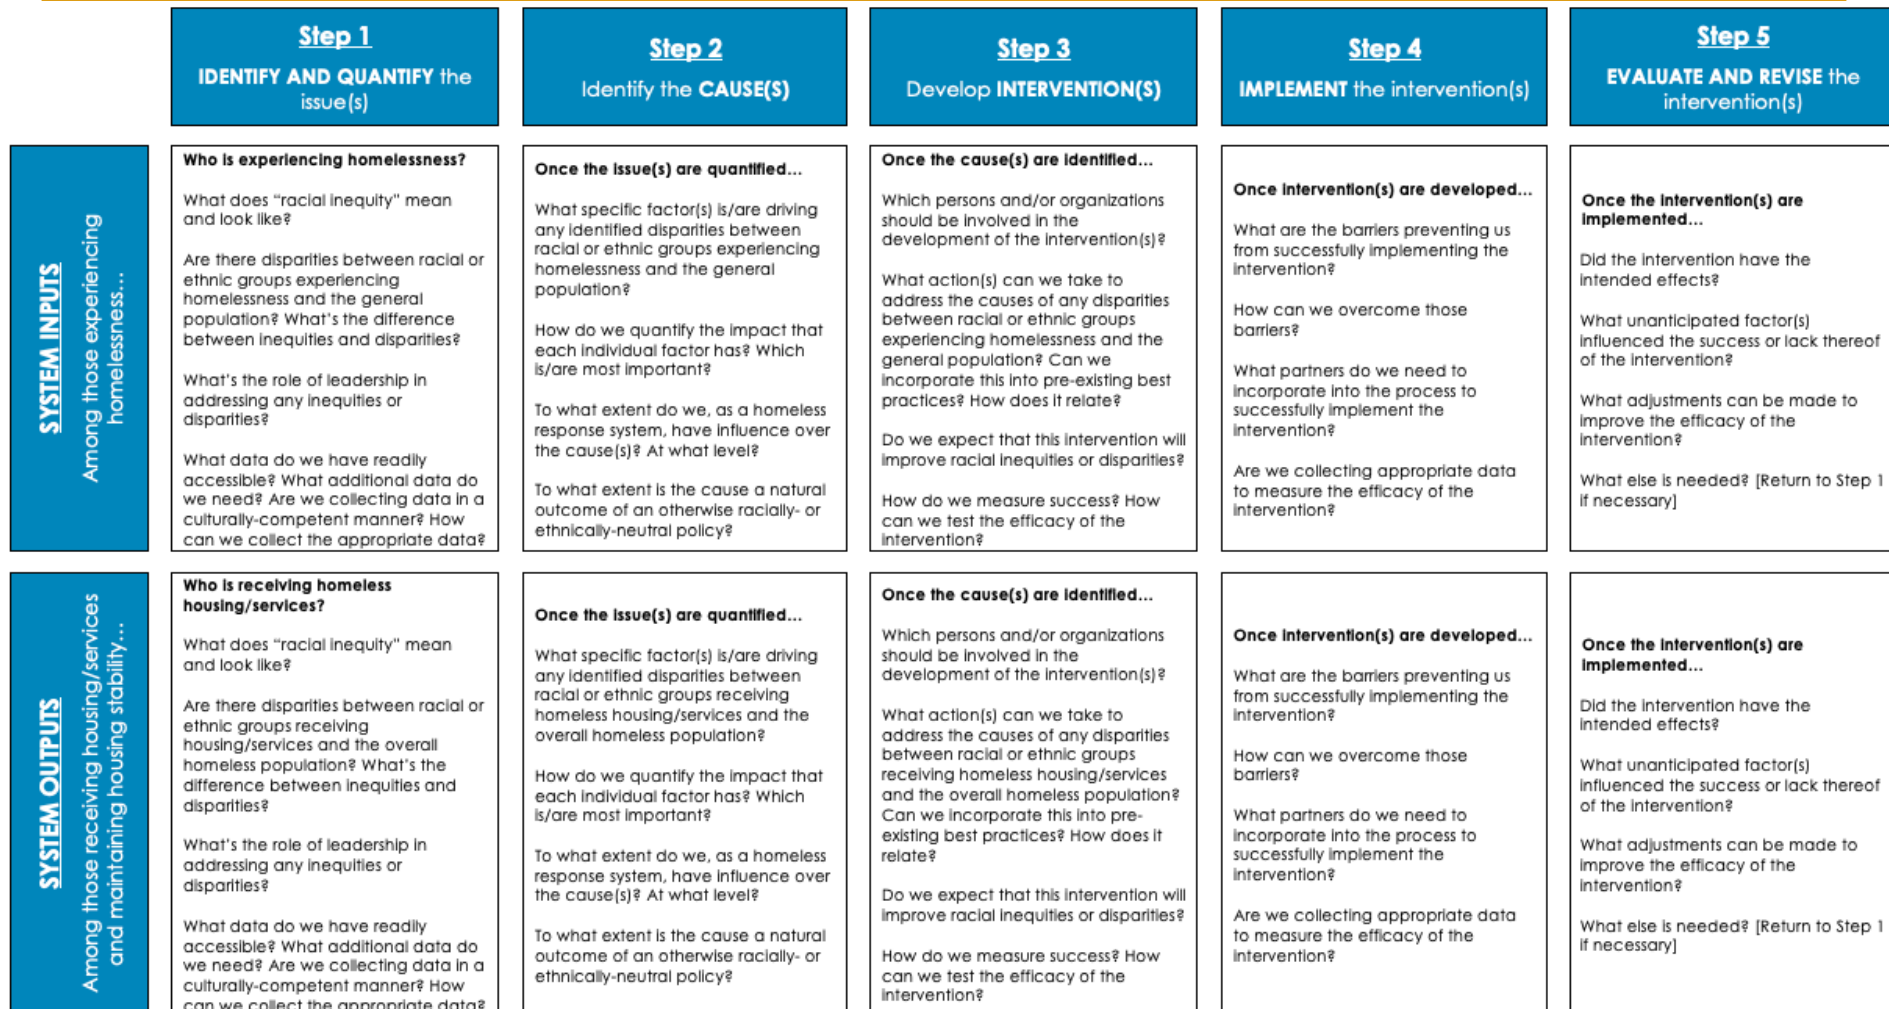 Step 1
IDENTIFY AND QUANTIFY the
issue(s)
Step 2
Identify the CAUSE(S)
Step 3
Develop INTERVENTION(S)
Step 4
IMPLEMENT the intervention(s)
Step 5
EVALUATE AND REVISE the
intervention(s)
SYSTEM INPUTS
Among those experiencing
homelessness...
Who is experiencing homelessness?
What does “racial inequity” mean
and look like?
Are there disparities between racial or
ethnic groups experiencing
homelessness and the general
population? What’s the difference
between inequities and disparities?
What’s the role of leadership in
addressing any inequities or
disparities?
What data do we have readily
accessible? What additional data do
we need? Are we collecting data in a
culturally-competent manner? How
can we collect the appropriate data?
Once the issue(s) are quantified...
What specific factor(s) is/are driving
any identified disparities between
racial or ethnic groups experiencing
homelessness and the general
population?
How do we quantify the impact that
each individual factor has? Which
is/are most important?
To what extent do we, as a homeless
response system, have influence over
the cause(s)? At what level?
To what extent is the cause a natural
outcome of an otherwise racially- or
ethnically-neutral policy?
Once the cause(s) are identified...
Which persons and/or organizations
should be involved in the
development of the intervention(s)?
What action(s) can we take to
address the causes of any disparities
between racial or ethnic groups
experiencing homelessness and the
general population? Can we
incorporate this into pre-existing best
practices? How does it relate?
Do we expect that this intervention will
improve racial inequities or disparities?
How do we measure success? How
can we test the efficacy of the
intervention?
Once intervention(s) are developed...
What are the barriers preventing us
from successfully implementing the
intervention?
How can we overcome those
barriers?
What partners do we need to
incorporate into the process to
successfully implement the
intervention?
Are we collecting appropriate data
to measure the efficacy of the
intervention?
Once the intervention(s) are
implemented...
Did the intervention have the
intended effects?
What unanticipated factor(s)
influenced the success or lack thereof
of the intervention?
What adjustments can be made to
improve the efficacy of the
intervention?
What else is needed? [Return to Step 1
if necessary]
SYSTEM OUTPUTS
Among those receiving housing/services
and maintaining housing stability...
Who is receiving homeless
housing/services?
What does “racial inequity” mean
and look like?
Are there disparities between racial or
ethnic groups receiving
housing/services and the overall
homeless population? What’s the
difference between inequities and
disparities?
What’s the role of leadership in
addressing any inequities or
disparities?
What data do we have readily
accessible? What additional data do
we need? Are we collecting data in a
culturally-competent manner? How
can we collect the appropriate data?
Once the issue(s) are quantified...
What specific factor(s) is/are driving
any identified disparities between
racial or ethnic groups receiving
homeless housing/services and the
overall homeless population?
How do we quantify the impact that
each individual factor has? Which
is/are most important?
To what extent do we, as a homeless
response system, have influence over
the cause(s)? At what level?
To what extent is the cause a natural
outcome of an otherwise racially- or
ethnically-neutral policy?
Once the cause(s) are identified...
Which persons and/or organizations
should be involved in the
development of the intervention(s)?
What action(s) can we take to
address the causes of any disparities
between racial or ethnic groups
receiving homeless housing/services
and the overall homeless population?
Can we incorporate this into pre-
existing best practices? How does it
relate?
Do we expect that this intervention will
improve racial inequities or disparities?
How do we measure success? How
can we test the efficacy of the
intervention?
Once intervention(s) are developed...
What are the barriers preventing us
from successfully implementing the
intervention?
How can we overcome those
barriers?
What partners do we need to
incorporate into the process to
successfully implement the
intervention?
Are we collecting appropriate data
to measure the efficacy of the
intervention?
Once the intervention(s) are
implemented...
Did the intervention have the
intended effects?
What unanticipated factor(s)
influenced the success or lack thereof
of the intervention?
What adjustments can be made to
improve the efficacy of the
intervention?
What else is needed? [Return to Step 1
if necessary]